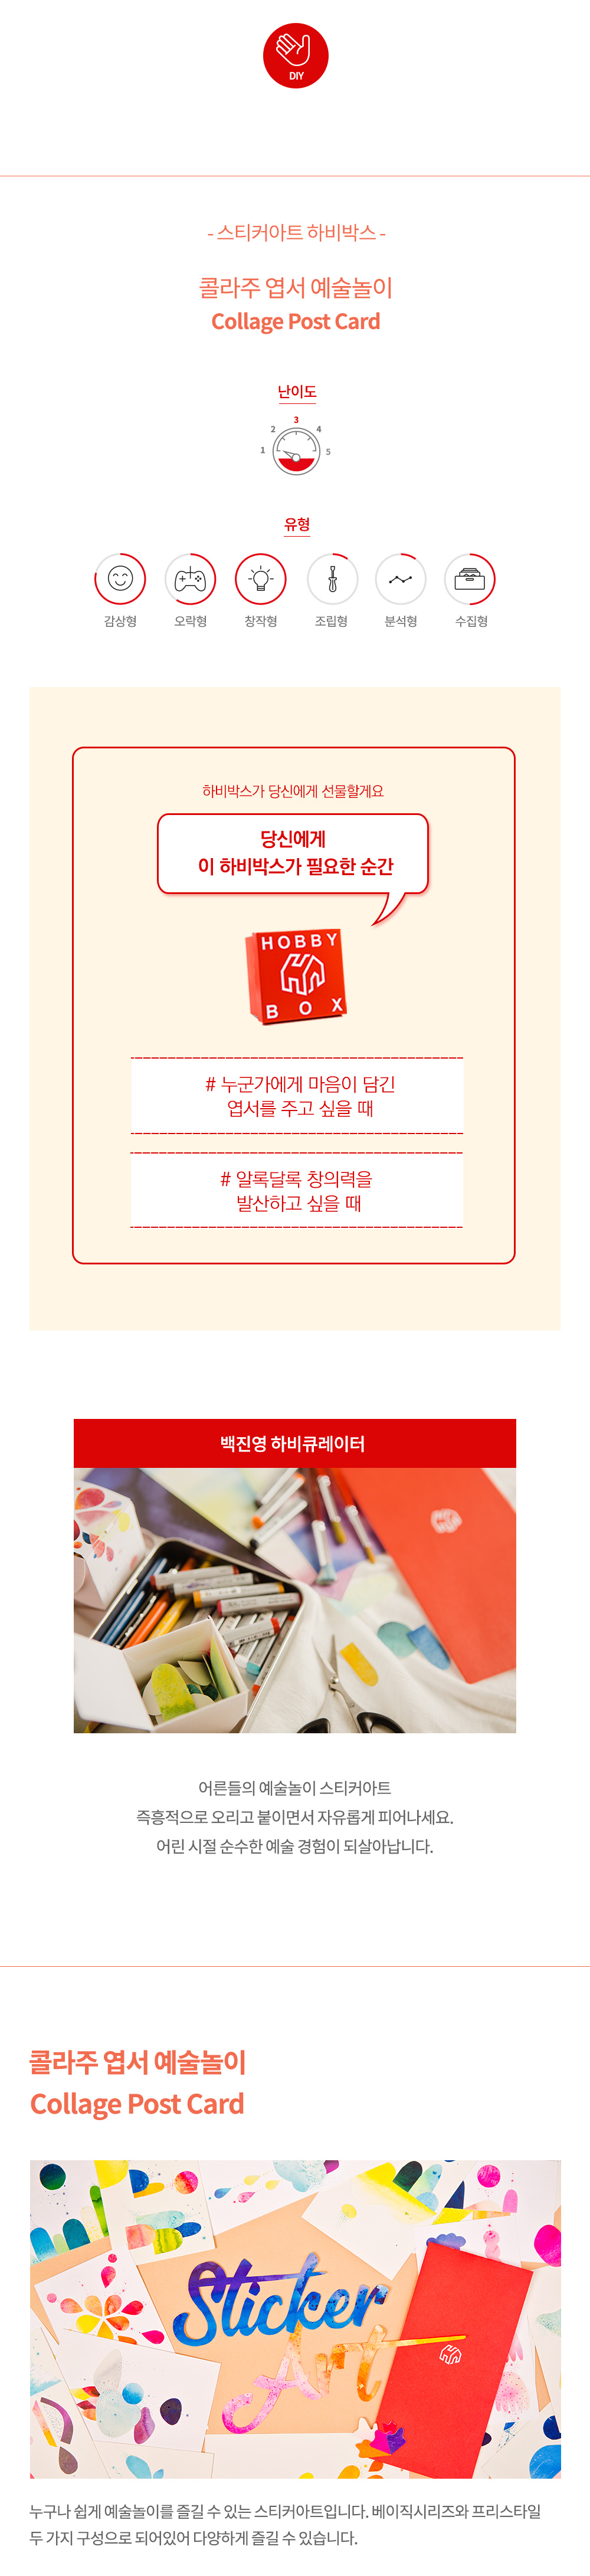 DIY
- 스티커아트 하비박스 -
콜라주 엽서 예술놀이
Collage Post Card
난이도
1 2 3 4 5
유형
감상형 오락형 창작형 조립형 분석형 수집형
하비박스가 당신에게 선물할게요
당신에게
이 하비박스가 필요한 순간
HOBBY
BOX
# 누군가에게 마음이 담긴
엽서를 주고 싶을 때
# 알록달록 창의력을
발산하고 싶을 때
백진영 하비큐레이터
어른들의 예술놀이 스티커아트
즉흥적으로 오리고 붙이면서 자유롭게 피어나세요.
어린 시절 순수한 예술 경험이 되살아납니다.
콜라주 엽서 예술놀이
Collage Post Card
Sticker
Art
누구나 쉽게 예술놀이를 즐길 수 있는 스티커아트입니다. 베이직시리즈와 프리스타일
두 가지 구성으로 되어있어 다양하게 즐길 수 있습니다.